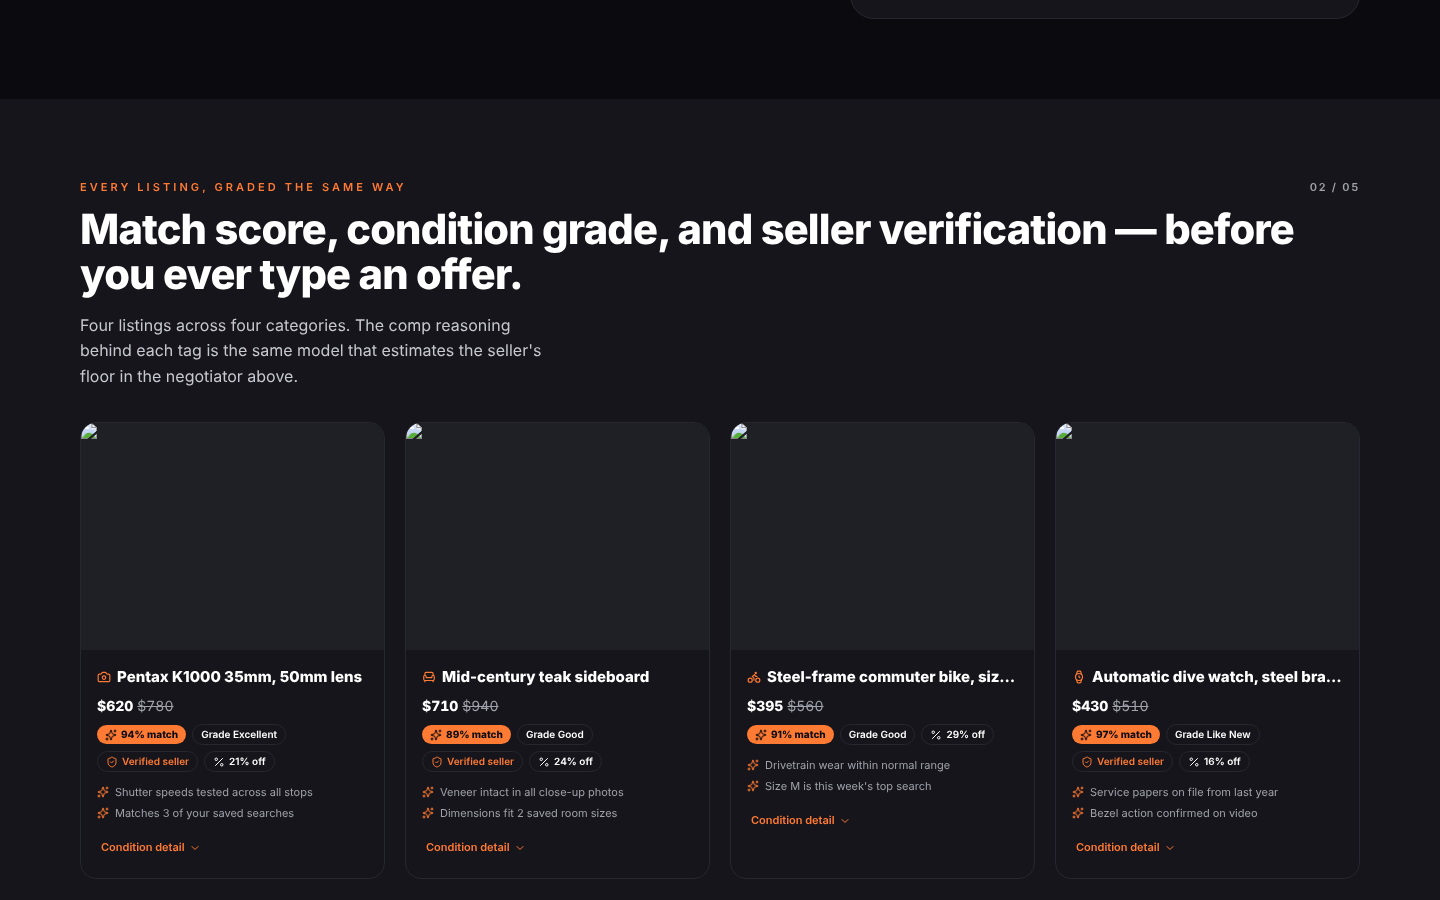 EVERY LISTING, GRADED THE SAME WAY
02 / 05
Match score, condition grade, and seller verification — before
you ever type an offer.
Four listings across four categories. The comp reasoning
behind each tag is the same model that estimates the seller's
floor in the negotiator above.
Pentax K1000 35mm, 50mm lens
$620 $780
94% match
Grade Excellent
Verified seller
21% off
Shutter speeds tested across all stops
Matches 3 of your saved searches
Condition detail
Mid-century teak sideboard
$710 $940
89% match
Grade Good
Verified seller
24% off
Veneer intact in all close-up photos
Dimensions fit 2 saved room sizes
Condition detail
Steel-frame commuter bike, siz...
$395 $560
91% match
Grade Good
29% off
Drivetrain wear within normal range
Size M is this week's top search
Condition detail
Automatic dive watch, steel bra...
$430 $510
97% match
Grade Like New
Verified seller
16% off
Service papers on file from last year
Bezel action confirmed on video
Condition detail